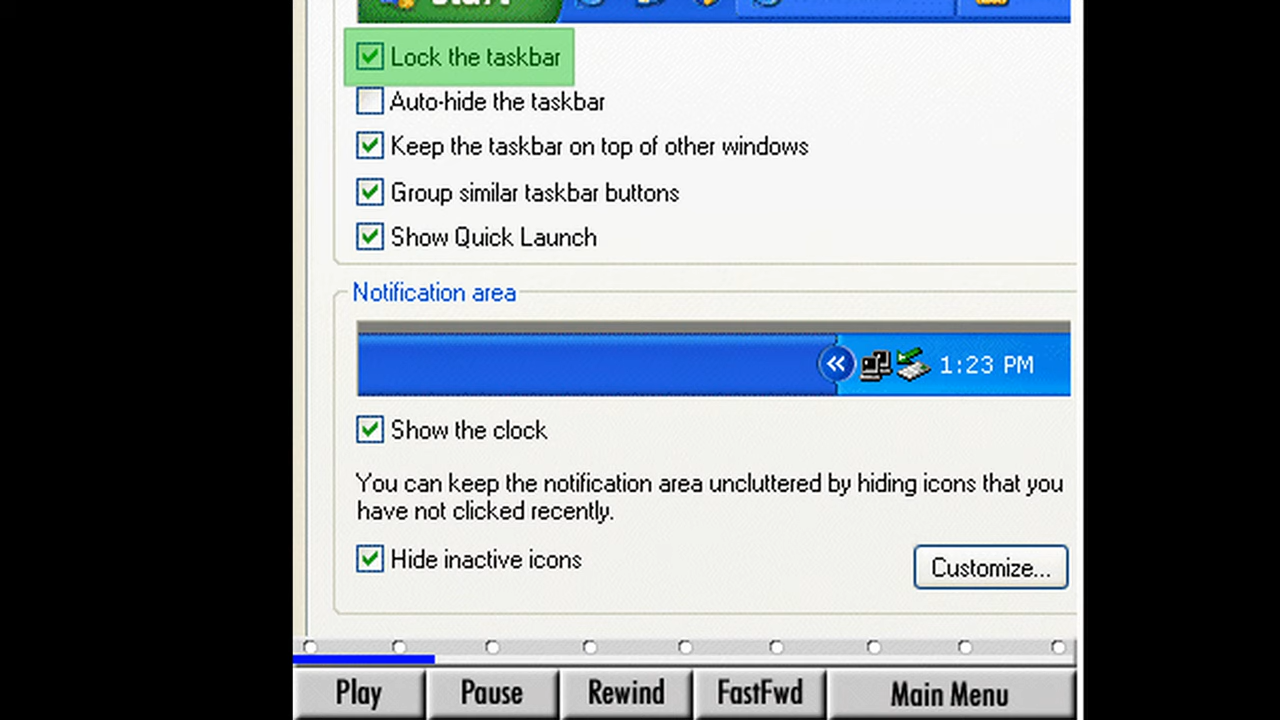 start
Lock the taskbar
Auto-hide the taskbar
Keep the taskbar on top of other windows
Group similar taskbar buttons
Show Quick Launch
Notification area
« 1:23 PM
Show the clock
You can keep the notification area uncluttered by hiding icons that you
have not clicked recently.
Hide inactive icons
Customize...
Play Pause Rewind FastFwd Main Menu